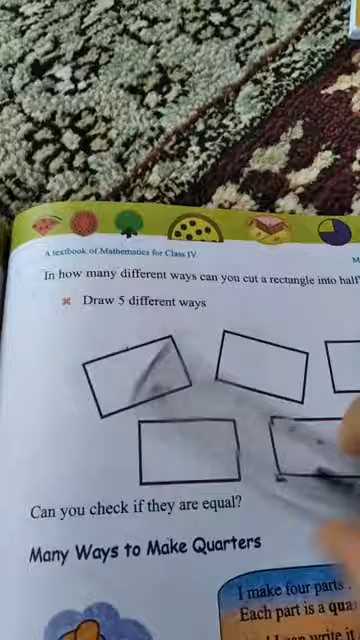 A textbook of Mathematics for Class IV
In how many different ways can you cut a rectangle into half
Draw 5 different ways
Can you check if they are equal?
Many Ways to Make Quarters
I make four parts
Each part is a